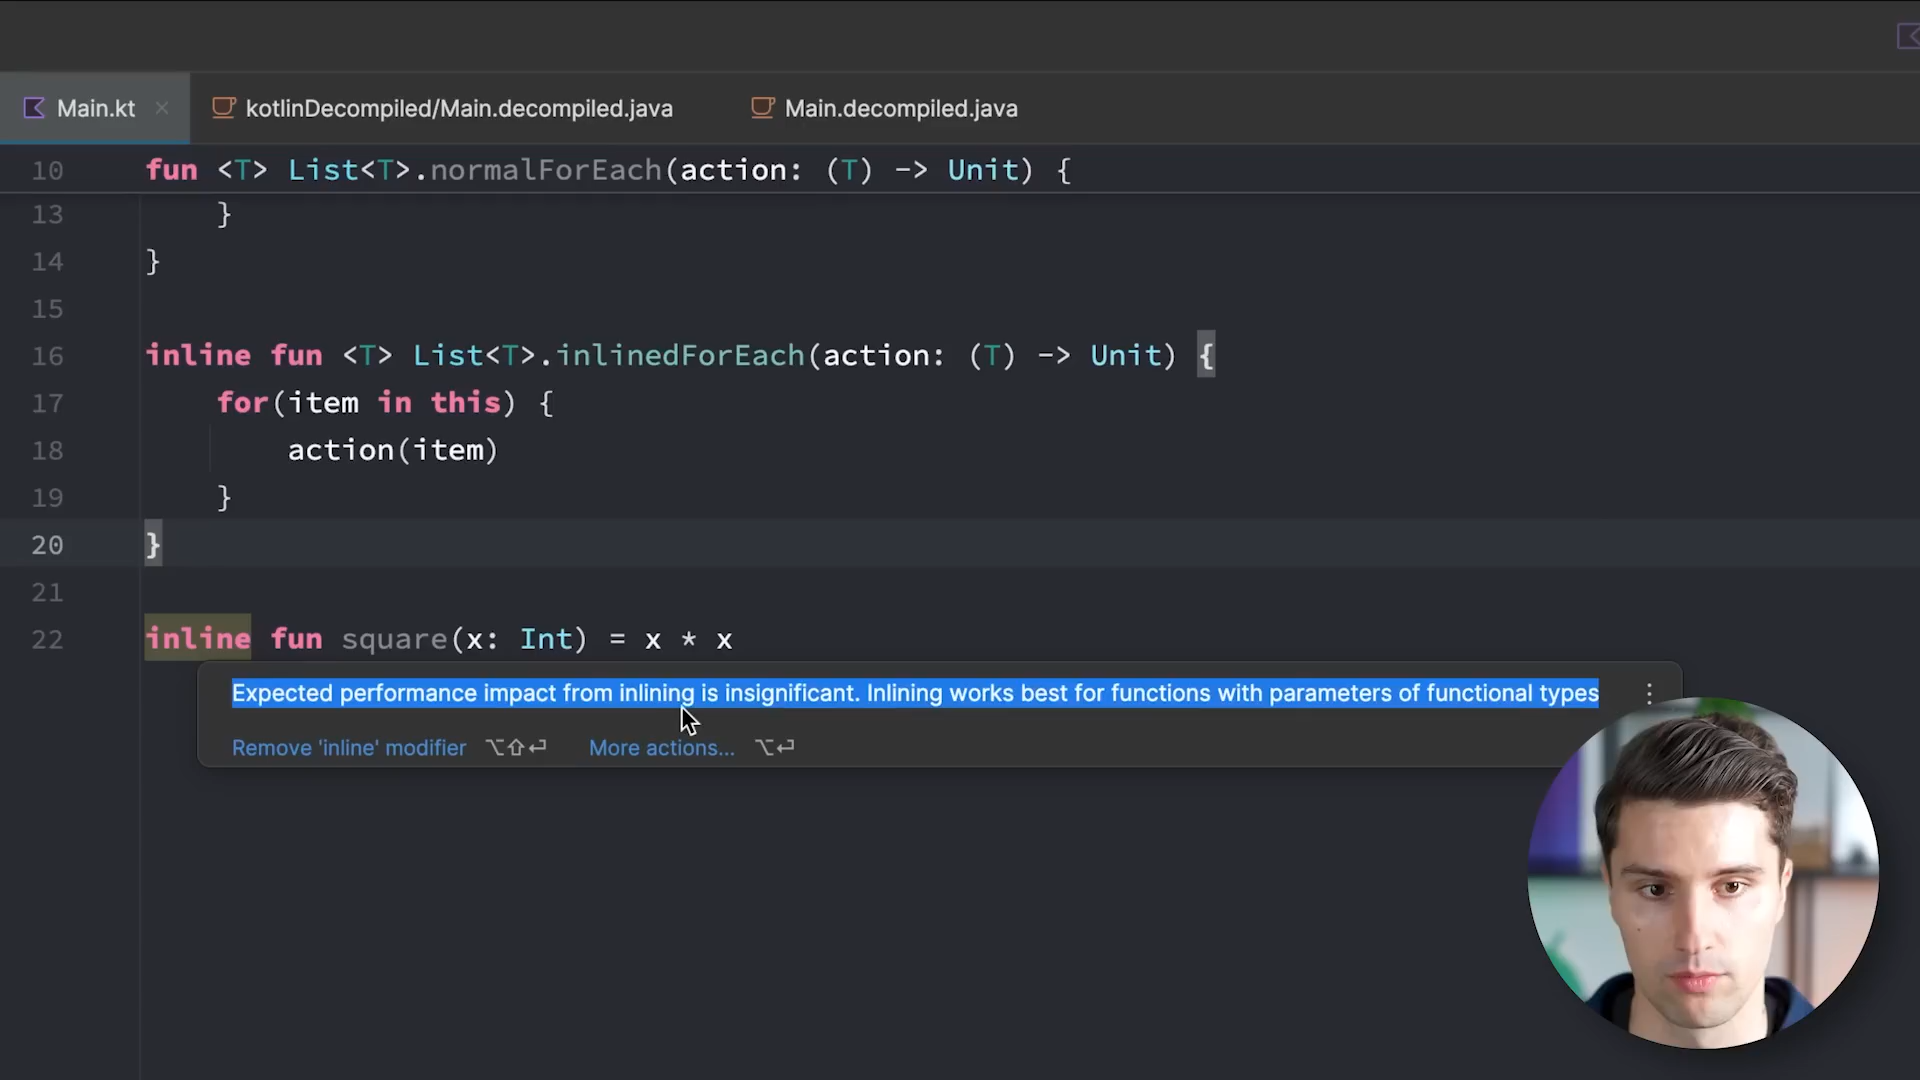 Main.kt
kotlinDecompiled/Main.decompiled.java
Main.decompiled.java
10 fun <T> List<T>.normalForEach(action: (T) -> Unit) {
13 }
14 }
15
16 inline fun <T> List<T>.inlinedForEach(action: (T) -> Unit) {
17 for(item in this) {
18 action(item)
19 }
20 }
21
22 inline fun square(x: Int) = x * x
Expected performance impact from inlining is insignificant. Inlining works best for functions with parameters of functional types
Remove 'inline' modifier ⌥⇧⏎ More actions... ⌥⏎